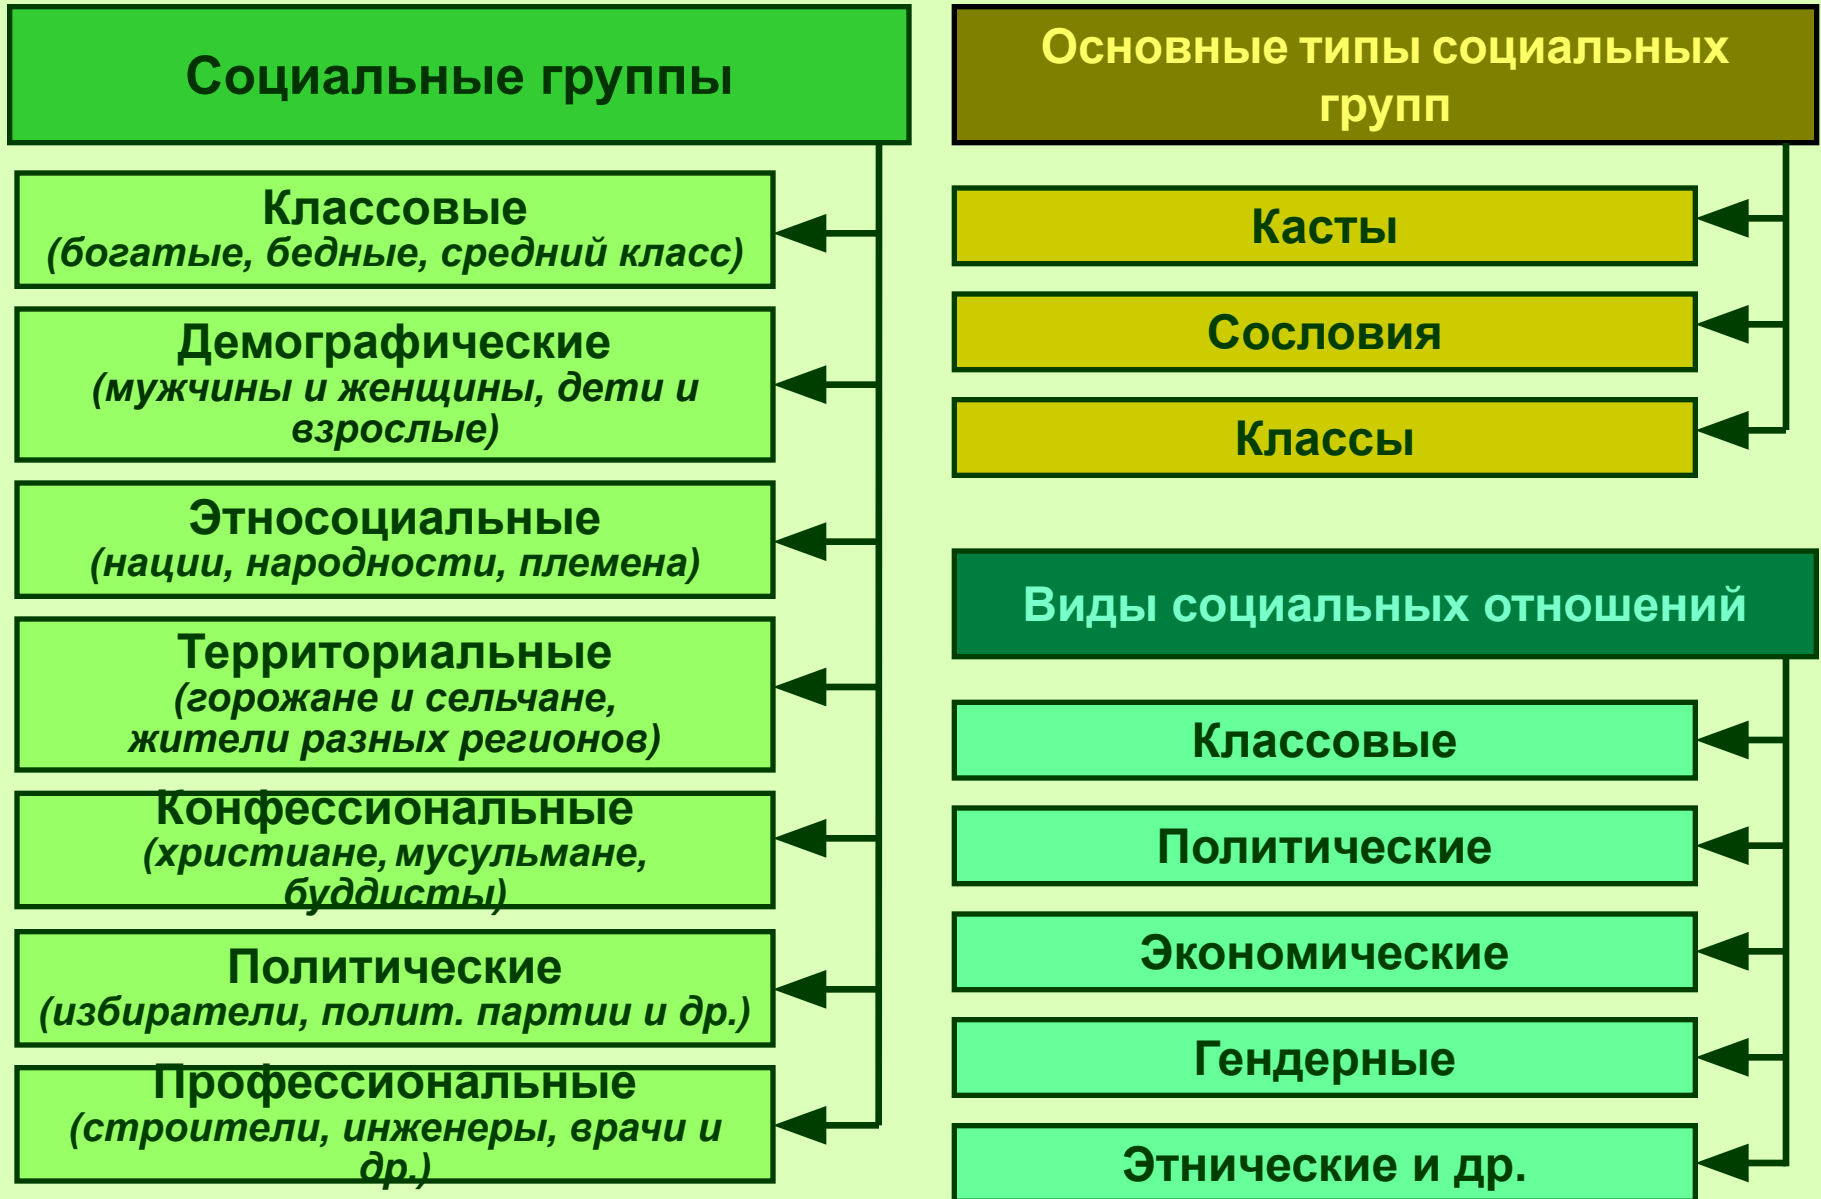 Социальные группы
Классовые
(богатые, бедные, средний класс)
Демографические
(мужчины и женщины, дети и
взрослые)
Этносоциальные
(нации, народности, племена)
Территориальные
(горожане и сельчане,
жители разных регионов)
Конфессиональные
(христиане, мусульмане,
буддисты)
Политические
(избиратели, полит. партии и др.)
Профессиональные
(строители, инженеры, врачи и
др.)
Основные типы социальных
групп
Касты
Сословия
Классы
Виды социальных отношений
Классовые
Политические
Экономические
Гендерные
Этнические и др.